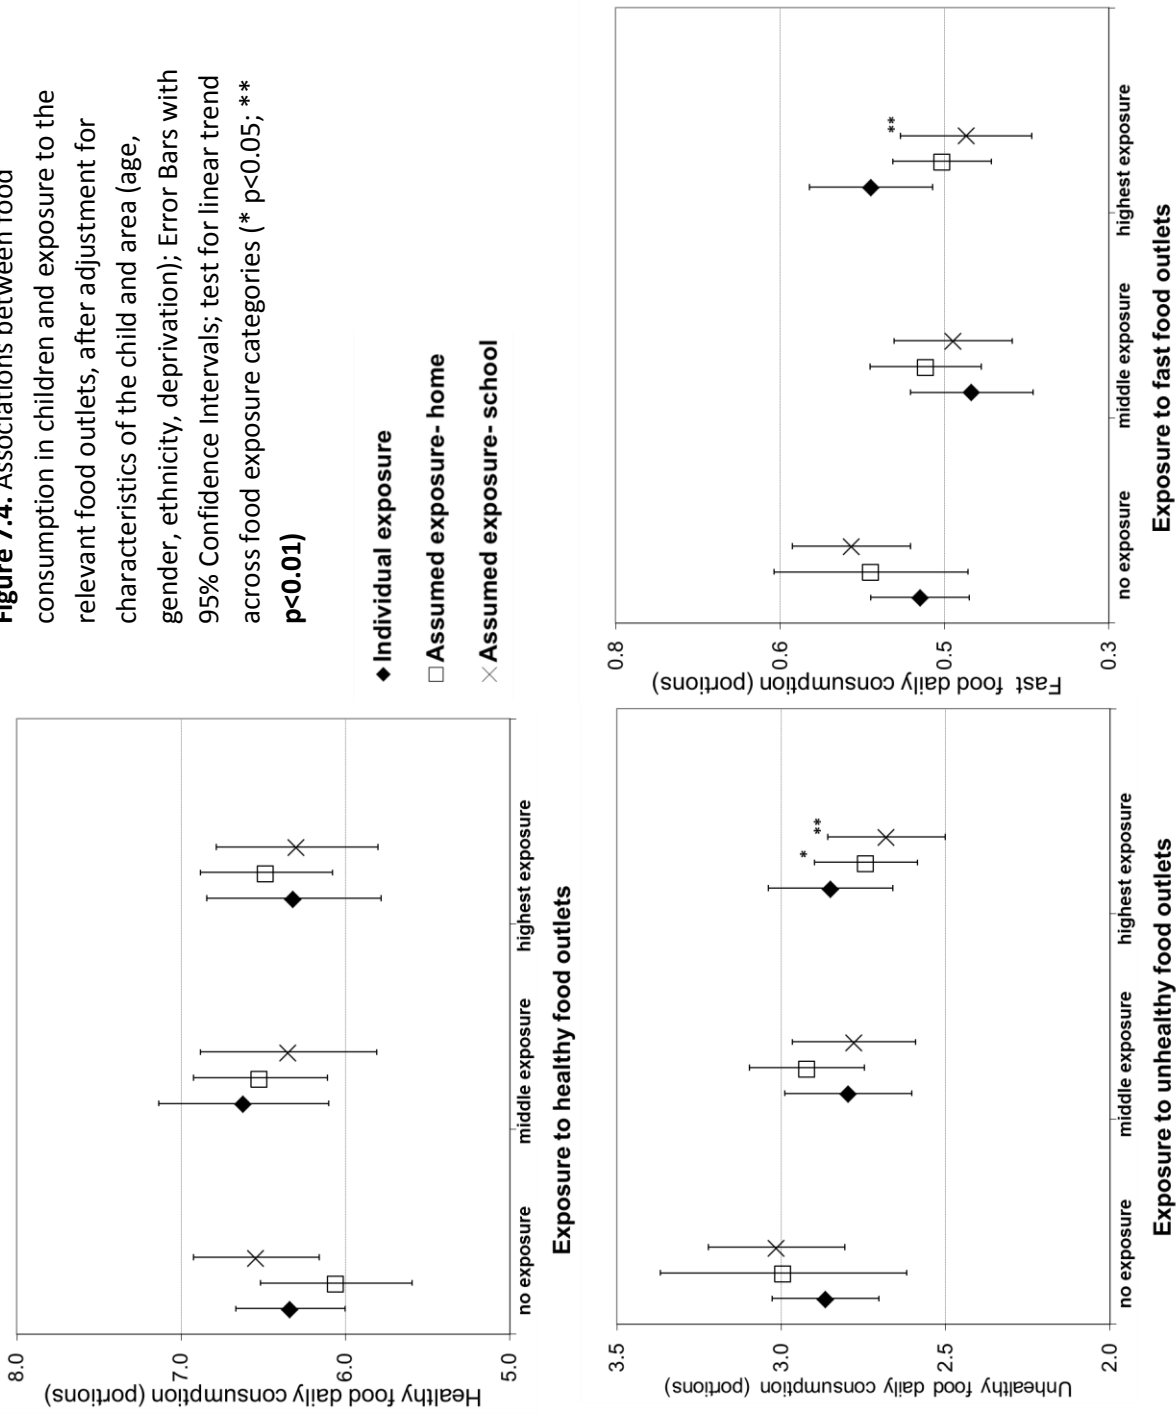 Figure 7.4. Associations between food
consumption in children and exposure to the
relevant food outlets, after adjustment for
characteristics of the child and area (age,
gender, ethnicity, deprivation); Error Bars with
95% Confidence Intervals; test for linear trend
across food exposure categories (* p<0.05; **
p<0.01)
Individual exposure
Assumed exposure- home
Assumed exposure- school
Healthy food daily consumption (portions)
8.0
7.0
6.0
5.0
no exposure
middle exposure
highest exposure
Exposure to healthy food outlets
Unhealthy food daily consumption (portions)
3.5
3.0
2.5
2.0
*
**
no exposure
middle exposure
highest exposure
Exposure to unhealthy food outlets
Fast food daily consumption (portions)
0.8
0.6
0.5
0.3
**
no exposure
middle exposure
highest exposure
Exposure to fast food outlets